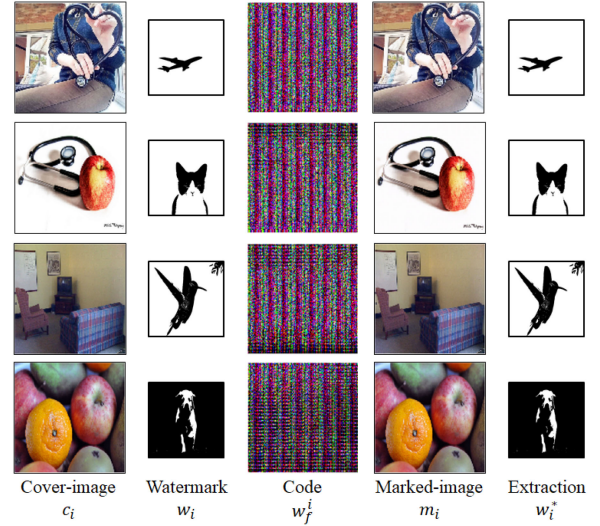 Cover-image Watermark Code Marked-image Extraction
c_i w_i w_f^i m_i w_i^*